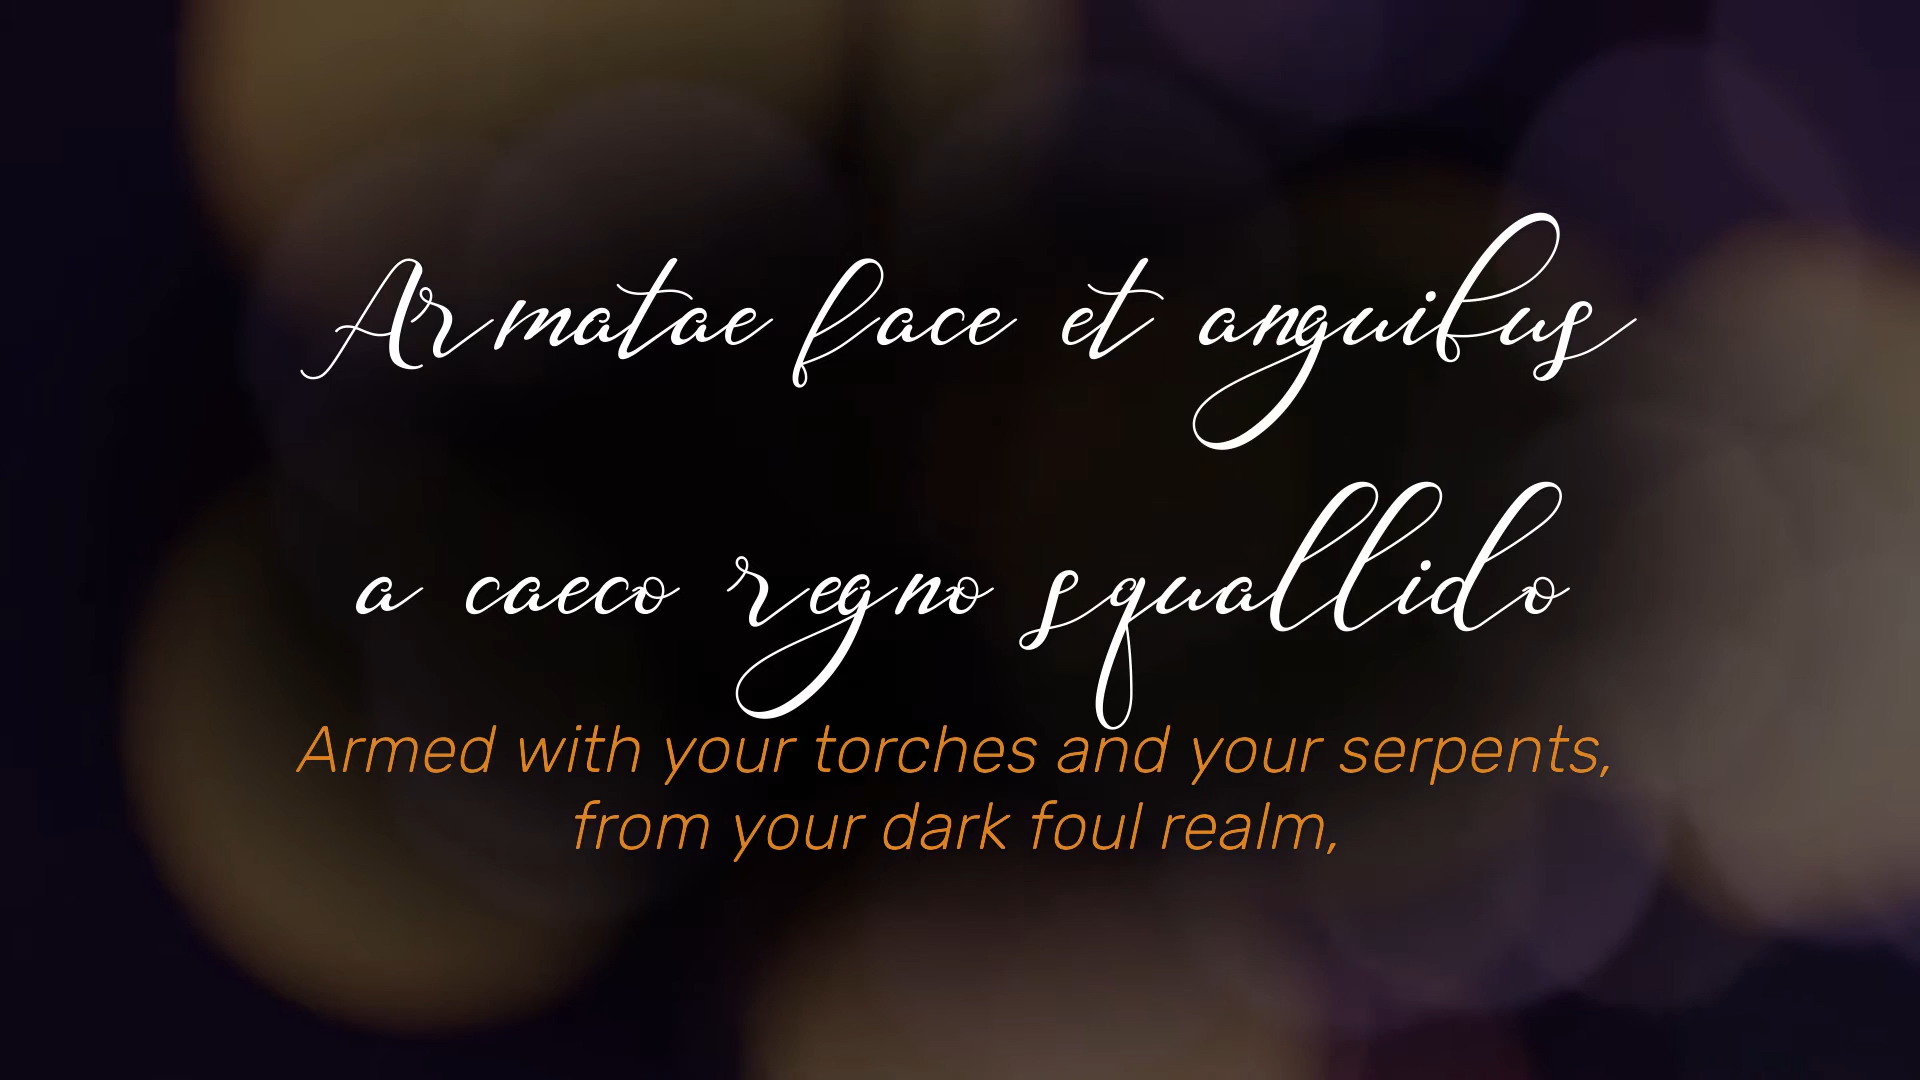 Armatae face et anguibus
a caeco regno squallido
Armed with your torches and your serpents,
from your dark foul realm,